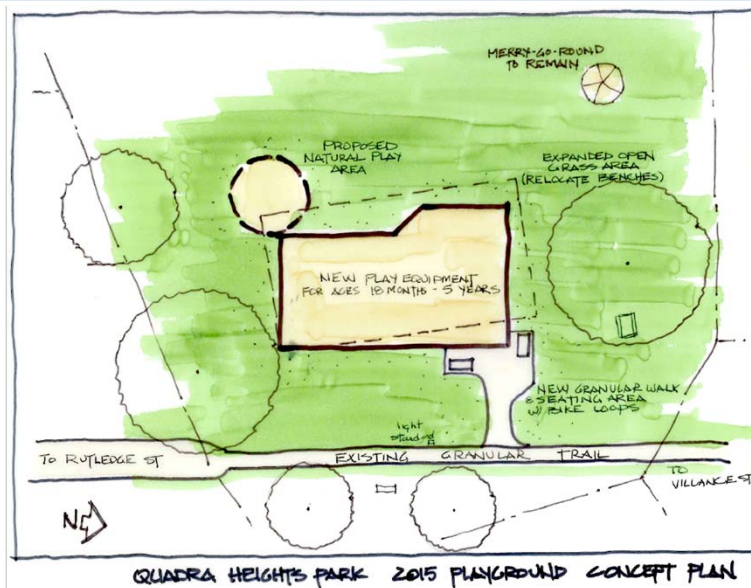 MERRY-GO-ROUND
TO REMAIN
PROPOSED
NATURAL PLAY
AREA
EXPANDED OPEN
GRASS AREA
(RELOCATE BENCHES)
NEW PLAY EQUIPMENT
FOR AGES 18 MONTHS - 5 YEARS
NEW GRANULAR WALK
& SEATING AREA
W/ BIKE LOOPS
light
standard
TO RUTLEDGE ST
EXISTING GRANULAR TRAIL
TO
VILLANCE ST
N
QUADRA HEIGHTS PARK 2015 PLAYGROUND CONCEPT PLAN